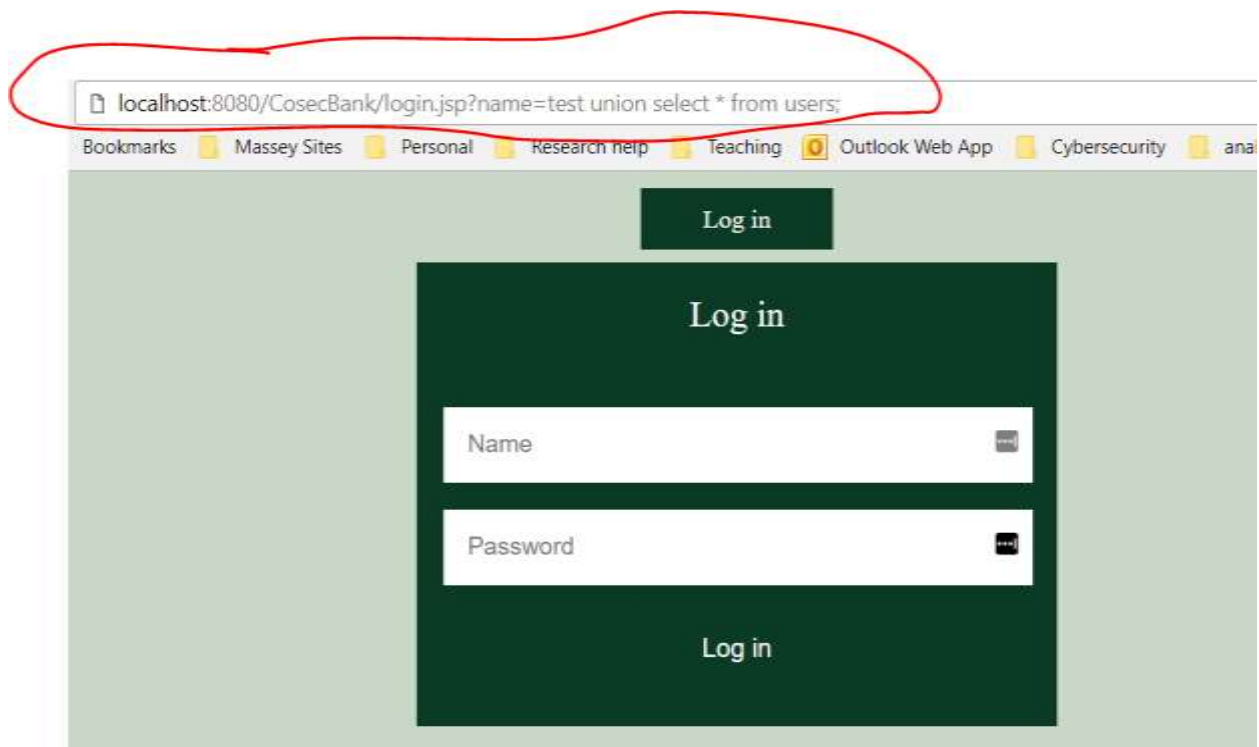 localhost:8080/CosecBank/login.jsp?name=test union select * from users;
Bookmarks Massey Sites Personal Research help Teaching Outlook Web App Cybersecurity anal
Log in
Log in
Name
Password
Log in